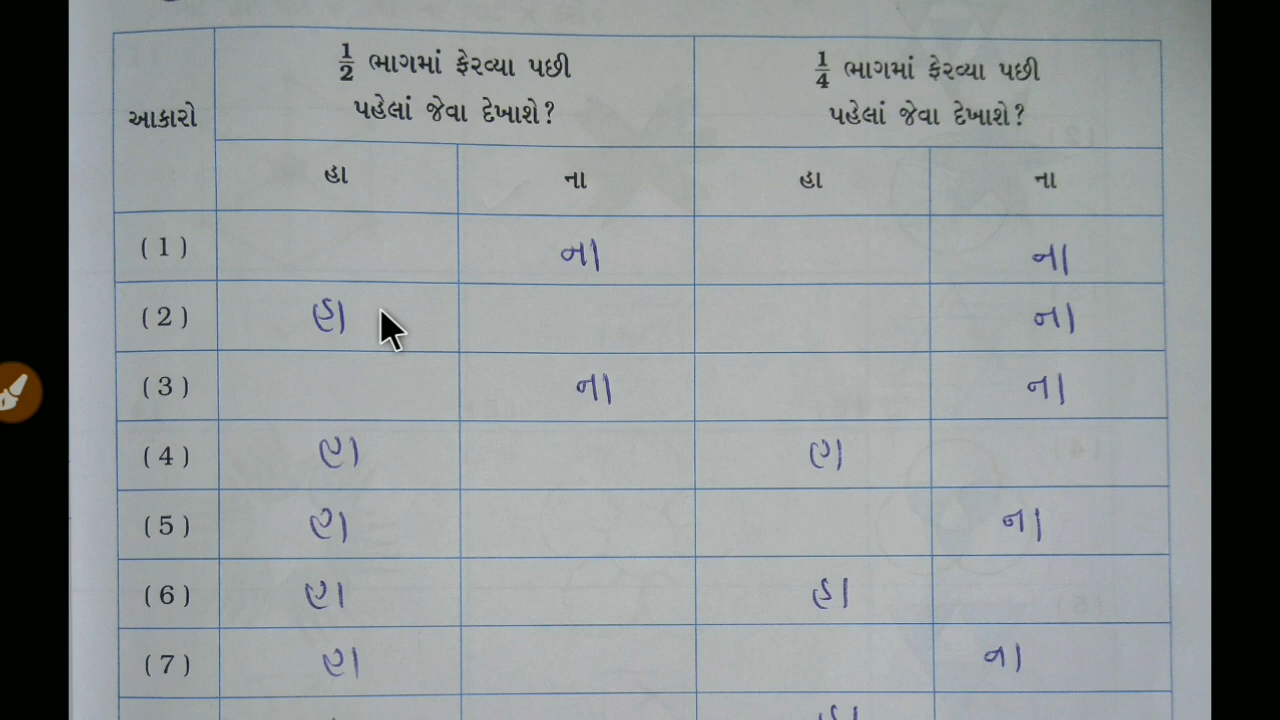 1/2 ભાગમાં ફેરવ્યા પછી
પહેલાં જેવા દેખાશે?
1/4 ભાગમાં ફેરવ્યા પછી
પહેલાં જેવા દેખાશે?
આકારો
હા ના હા ના
(1) ના ના
(2) હા ના
(3) ના ના
(4) હા હા
(5) હા ના
(6) હા હા
(7) હા ના